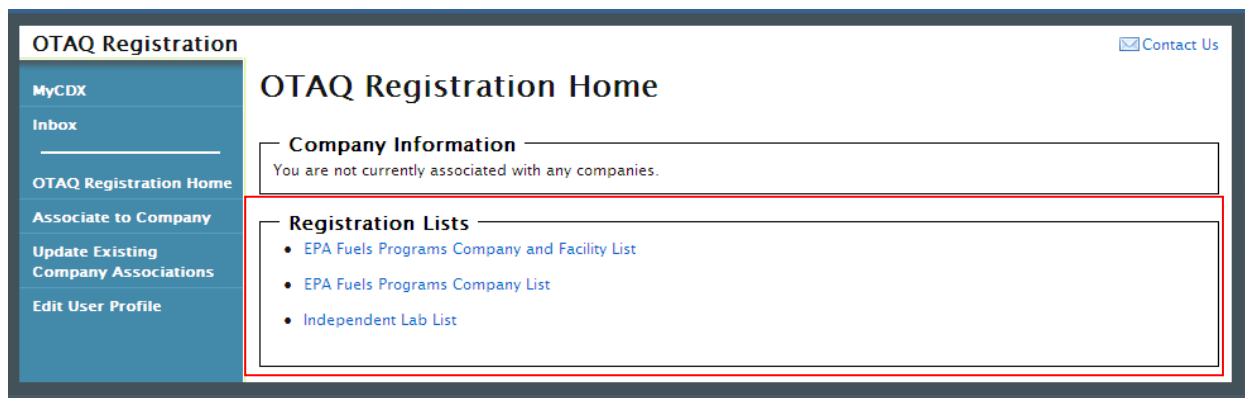 OTAQ Registration
Contact Us
MyCDX
Inbox
OTAQ Registration Home
Associate to Company
Update Existing
Company Associations
Edit User Profile
OTAQ Registration Home
Company Information
You are not currently associated with any companies.
Registration Lists
• EPA Fuels Programs Company and Facility List
• EPA Fuels Programs Company List
• Independent Lab List